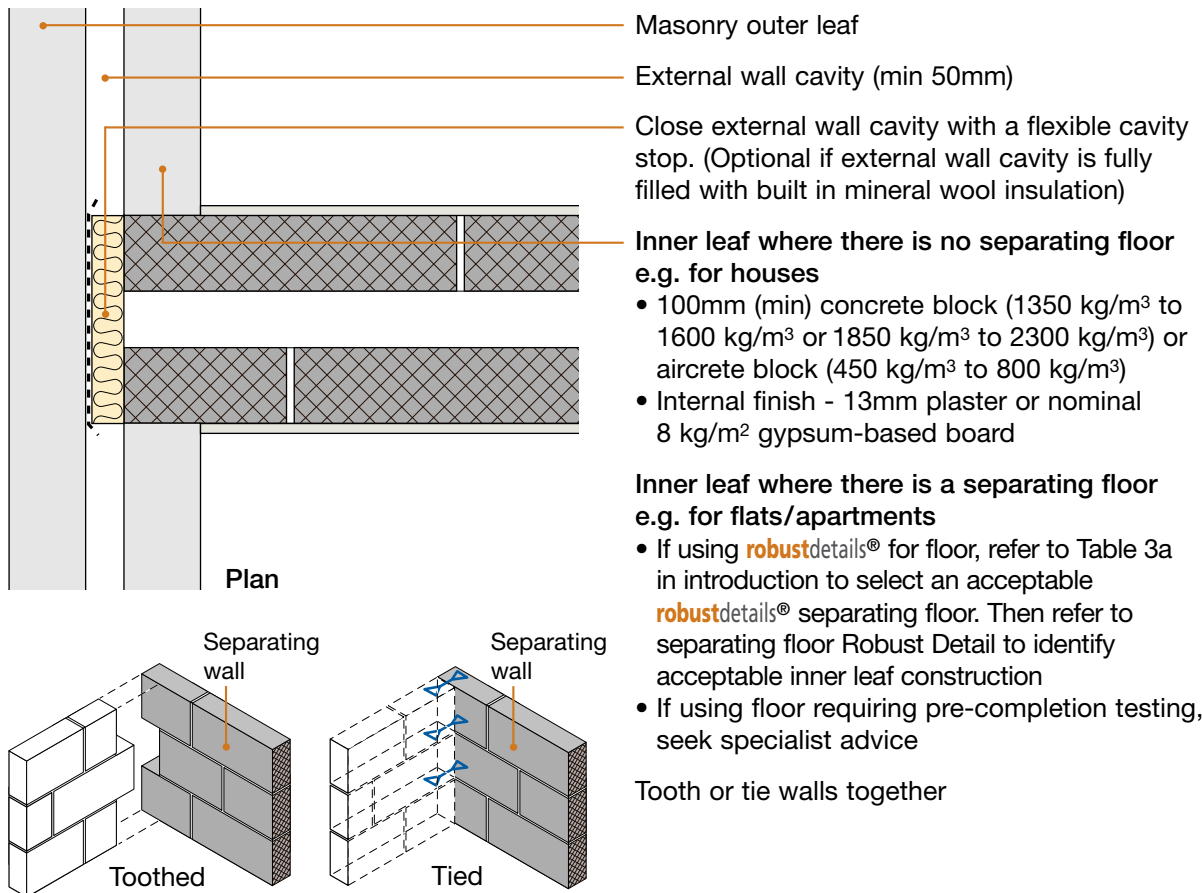 Masonry outer leaf
External wall cavity (min 50mm)
Close external wall cavity with a flexible cavity
stop. (Optional if external wall cavity is fully
filled with built in mineral wool insulation)
Inner leaf where there is no separating floor
e.g. for houses
• 100mm (min) concrete block (1350 kg/m³ to
1600 kg/m³ or 1850 kg/m³ to 2300 kg/m³) or
aircrete block (450 kg/m³ to 800 kg/m³)
• Internal finish - 13mm plaster or nominal
8 kg/m² gypsum-based board
Inner leaf where there is a separating floor
e.g. for flats/apartments
• If using robustdetails® for floor, refer to Table 3a
in introduction to select an acceptable
robustdetails® separating floor. Then refer to
separating floor Robust Detail to identify
acceptable inner leaf construction
• If using floor requiring pre-completion testing,
seek specialist advice
Tooth or tie walls together
Plan
Separating
wall
Toothed
Separating
wall
Tied